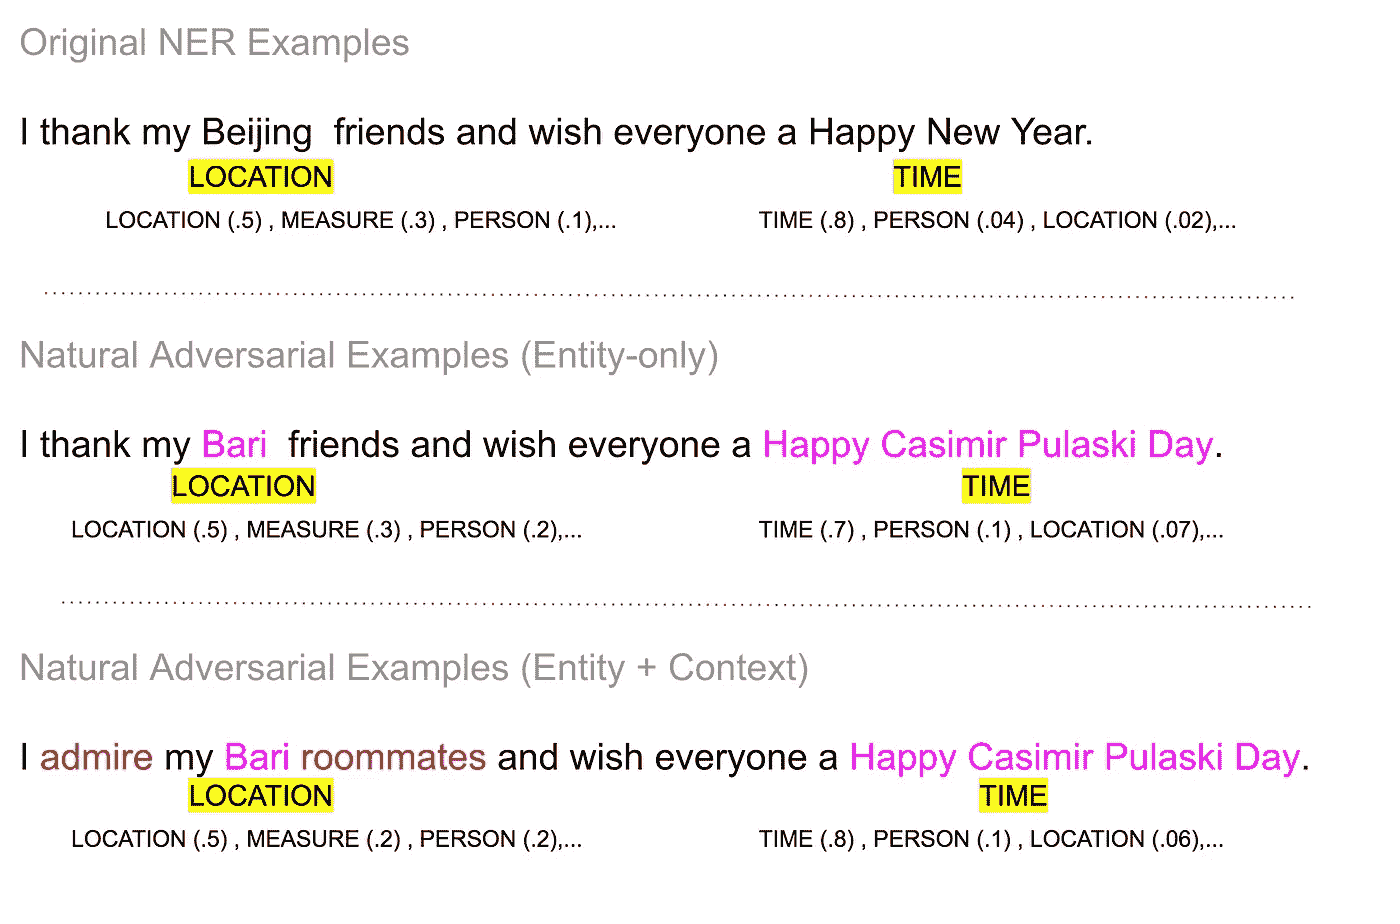 Original NER Examples
I thank my Beijing friends and wish everyone a Happy New Year.
LOCATION TIME
LOCATION (.5) , MEASURE (.3) , PERSON (.1),... TIME (.8) , PERSON (.04) , LOCATION (.02),...
Natural Adversarial Examples (Entity-only)
I thank my Bari friends and wish everyone a Happy Casimir Pulaski Day.
LOCATION TIME
LOCATION (.5) , MEASURE (.3) , PERSON (.2),... TIME (.7) , PERSON (.1) , LOCATION (.07),...
Natural Adversarial Examples (Entity + Context)
I admire my Bari roommates and wish everyone a Happy Casimir Pulaski Day.
LOCATION TIME
LOCATION (.5) , MEASURE (.2) , PERSON (.2),... TIME (.8) , PERSON (.1) , LOCATION (.06),...